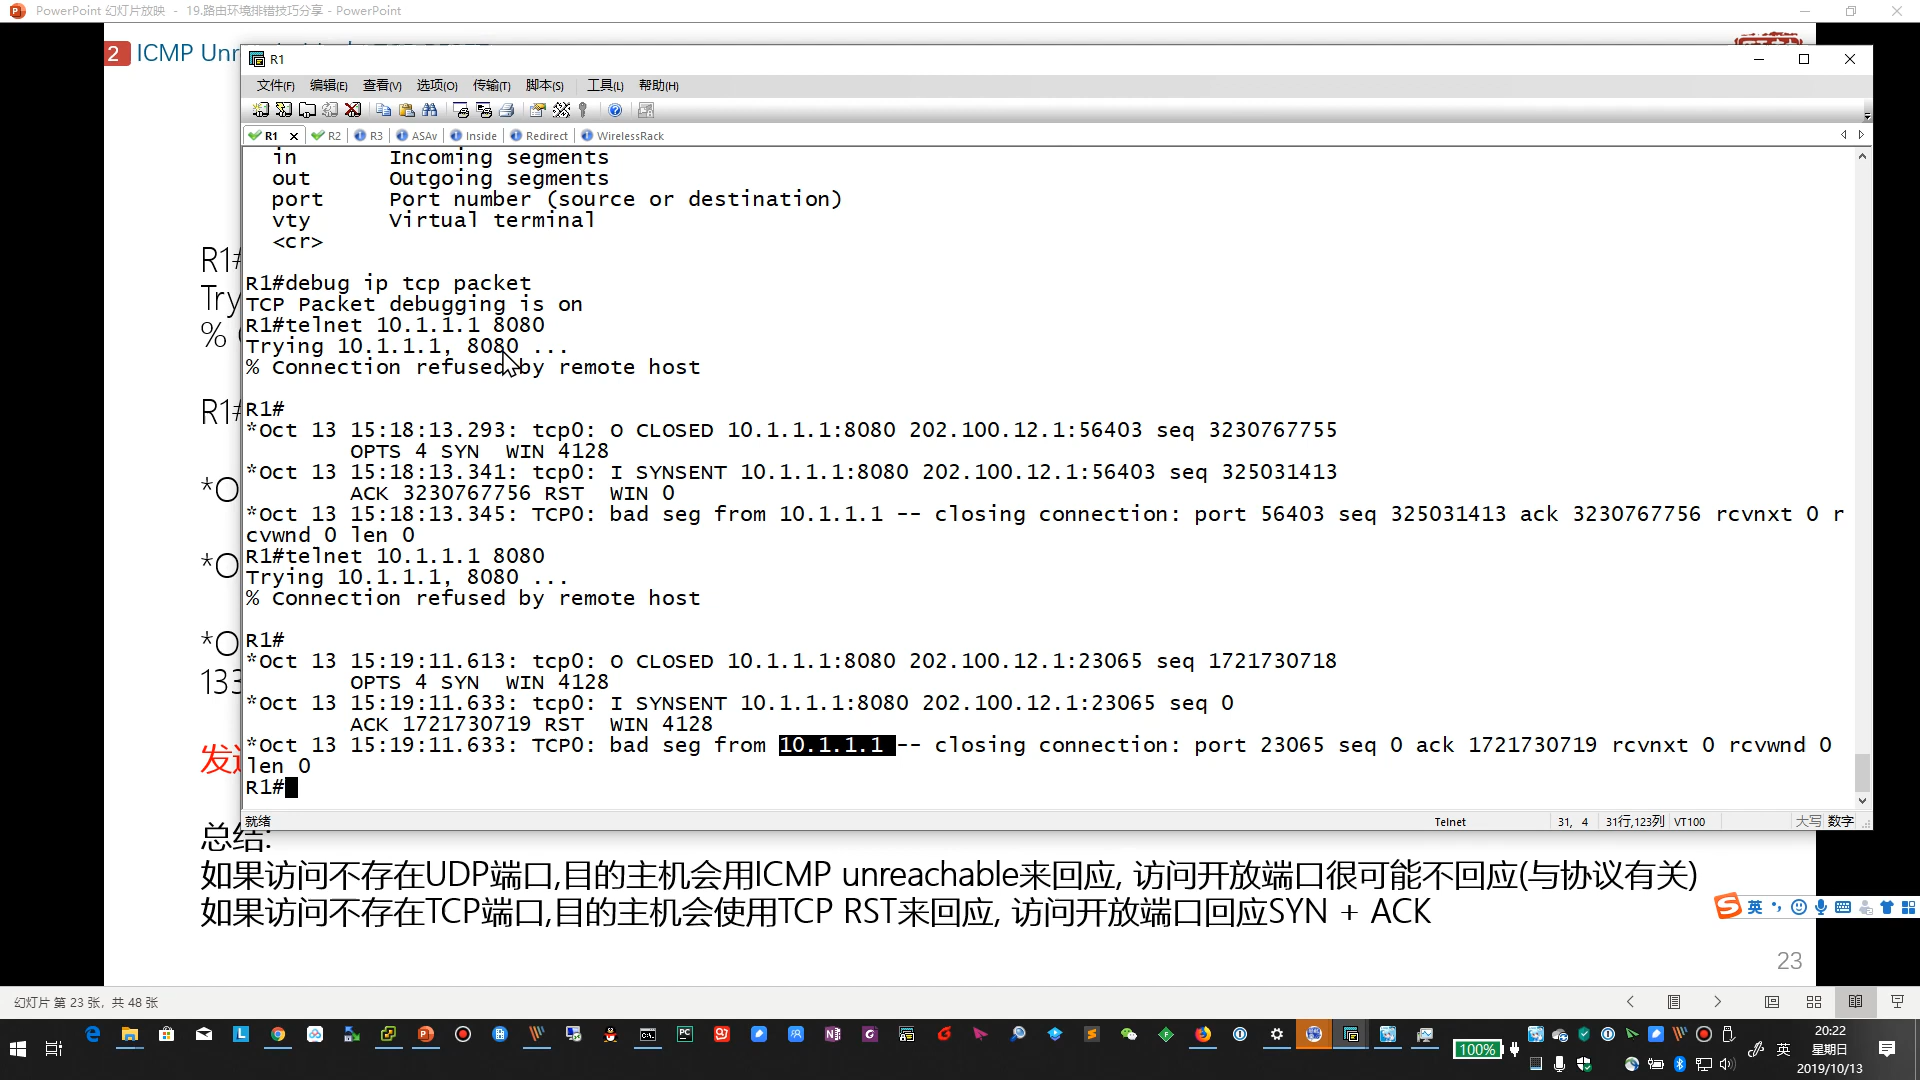 PowerPoint 幻灯片放映 - 19.路由环境排错技巧分享 - PowerPoint
2 ICMP Unr
R1
文件(F) 编辑(E) 查看(V) 选项(O) 传输(T) 脚本(S) 工具(L) 帮助(H)
R1 R2 R3 ASAv Inside Redirect WirelessRack
in Incoming segments
out Outgoing segments
port Port number (source or destination)
vty Virtual terminal
<cr>
R1#debug ip tcp packet
TCP Packet debugging is on
R1#telnet 10.1.1.1 8080
Trying 10.1.1.1, 8080 ...
% Connection refused by remote host
R1#
*Oct 13 15:18:13.293: tcp0: O CLOSED 10.1.1.1:8080 202.100.12.1:56403 seq 3230767755
OPTS 4 SYN WIN 4128
*Oct 13 15:18:13.341: tcp0: I SYNSENT 10.1.1.1:8080 202.100.12.1:56403 seq 325031413
ACK 3230767756 RST WIN 0
*Oct 13 15:18:13.345: TCP0: bad seg from 10.1.1.1 -- closing connection: port 56403 seq 325031413 ack 3230767756 rcvnxt 0 r
cvwnd 0 len 0
R1#telnet 10.1.1.1 8080
Trying 10.1.1.1, 8080 ...
% Connection refused by remote host
R1#
*Oct 13 15:19:11.613: tcp0: O CLOSED 10.1.1.1:8080 202.100.12.1:23065 seq 1721730718
OPTS 4 SYN WIN 4128
*Oct 13 15:19:11.633: tcp0: I SYNSENT 10.1.1.1:8080 202.100.12.1:23065 seq 0
ACK 1721730719 RST WIN 4128
*Oct 13 15:19:11.633: TCP0: bad seg from 10.1.1.1 -- closing connection: port 23065 seq 0 ack 1721730719 rcvnxt 0 rcvwnd 0
len 0
R1#
就绪 Telnet 31, 4 31行,123列 VT100 大写 数字
R1#
Try
%
R1#
*O
*O
*O
133
发送
总结:
如果访问不存在UDP端口,目的主机会用ICMP unreachable来回应, 访问开放端口很可能不回应(与协议有关)
如果访问不存在TCP端口,目的主机会使用TCP RST来回应, 访问开放端口回应SYN + ACK
英
23
幻灯片 第 23 张，共 48 张
100%
英
20:22
星期日
2019/10/13